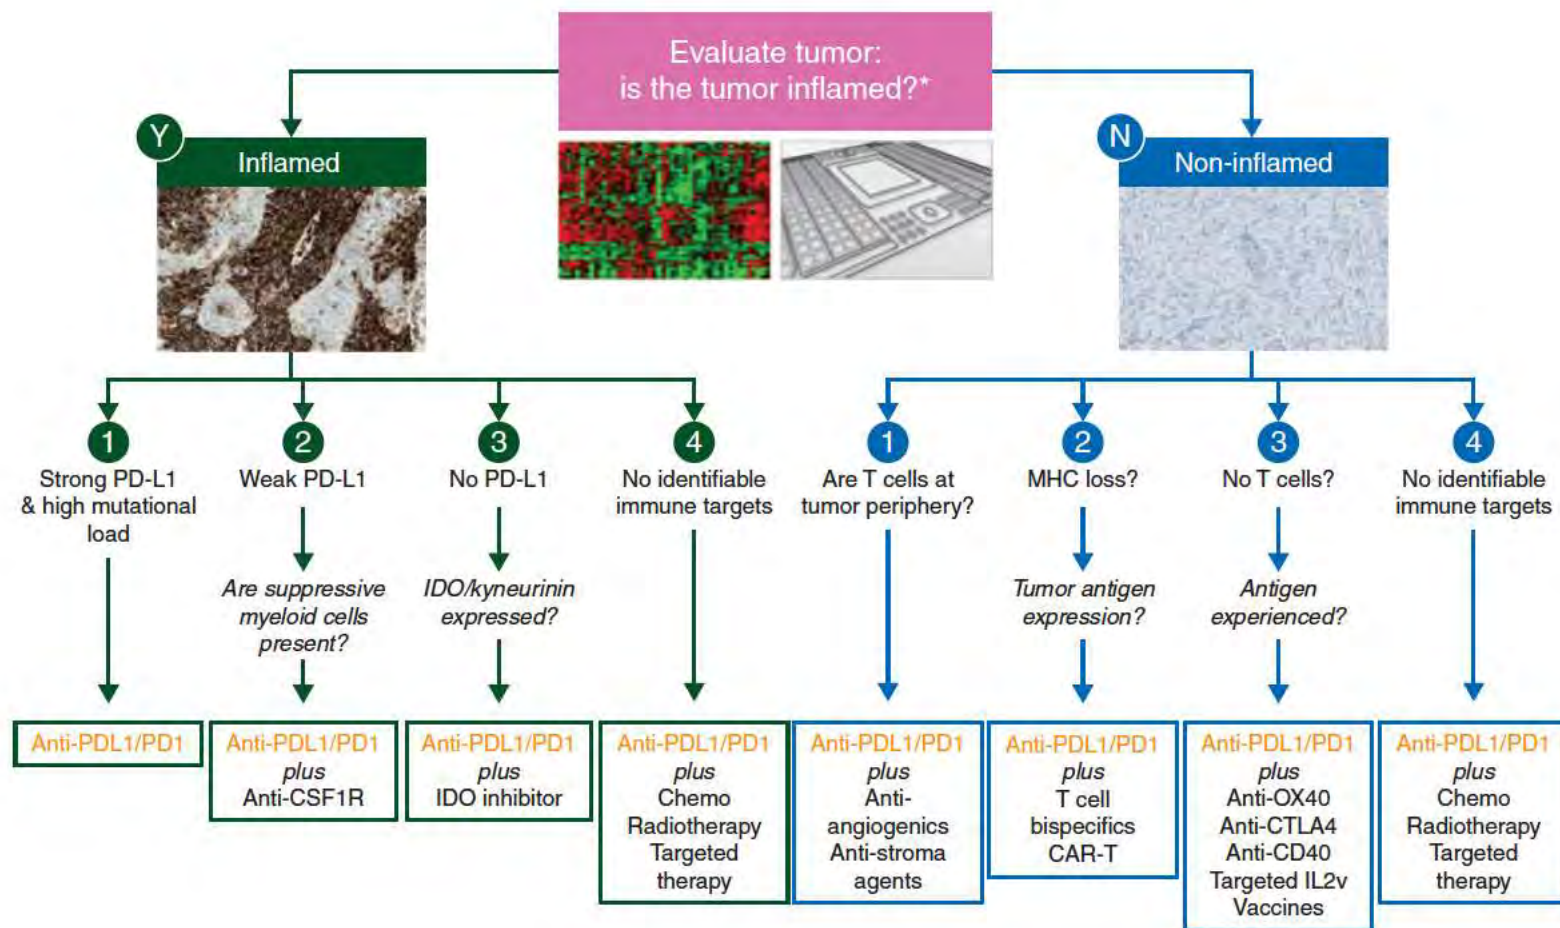 Evaluate tumor:
is the tumor inflamed?*
Y
Inflamed
N
Non-inflamed
1
Strong PD-L1
& high mutational
load
Anti-PDL1/PD1
2
Weak PD-L1
Are suppressive
myeloid cells
present?
Anti-PDL1/PD1
plus
Anti-CSF1R
3
No PD-L1
IDO/kyneurinin
expressed?
Anti-PDL1/PD1
plus
IDO inhibitor
4
No identifiable
immune targets
Anti-PDL1/PD1
plus
Chemo
Radiotherapy
Targeted
therapy
1
Are T cells at
tumor periphery?
Anti-PDL1/PD1
plus
Anti-
angiogenics
Anti-stroma
agents
2
MHC loss?
Tumor antigen
expression?
Anti-PDL1/PD1
plus
T cell
bispecifics
CAR-T
3
No T cells?
Antigen
experienced?
Anti-PDL1/PD1
plus
Anti-OX40
Anti-CTLA4
Anti-CD40
Targeted IL2v
Vaccines
4
No identifiable
immune targets
Anti-PDL1/PD1
plus
Chemo
Radiotherapy
Targeted
therapy